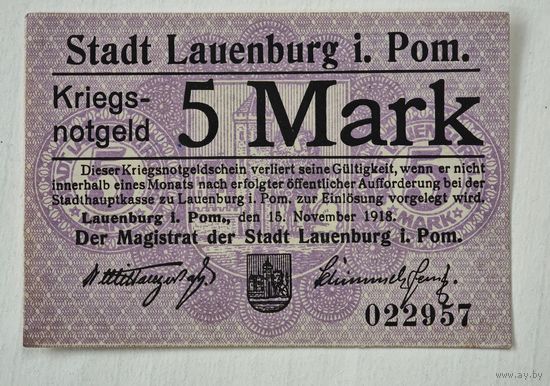 Stadt Lauenburg i. Pom.
Kriegs-
notgeld
5 Mark
Dieser Kriegsnotgeldschein verliert seine Gültigkeit, wenn er nicht
innerhalb eines Monats nach erfolgter öffentlicher Aufforderung bei der
Stadthauptkasse zu Lauenburg i. Pom. zur Einlösung vorgelegt wird.
Lauenburg i. Pom., den 15. November 1918.
Der Magistrat der Stadt Lauenburg i. Pom.
022957
www.ay.by